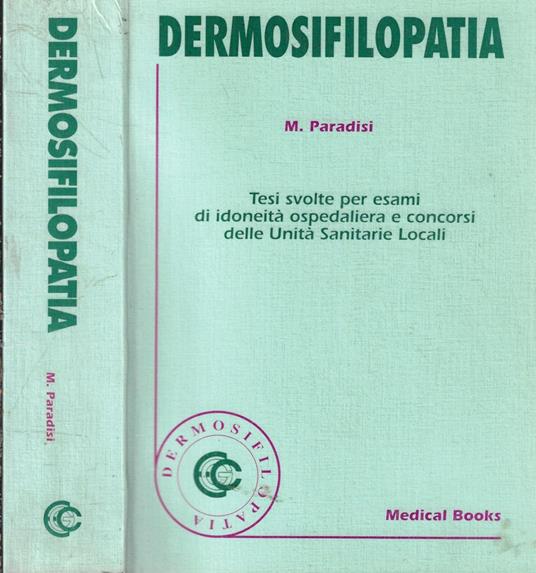 DERMOSIFILOPATIA
M. Paradisi
DERMOSIFILOPATIA
M. Paradisi
Tesi svolte per esami
di idoneità ospedaliera e concorsi
delle Unità Sanitarie Locali
DERMOSIFILOPATIA
Medical Books